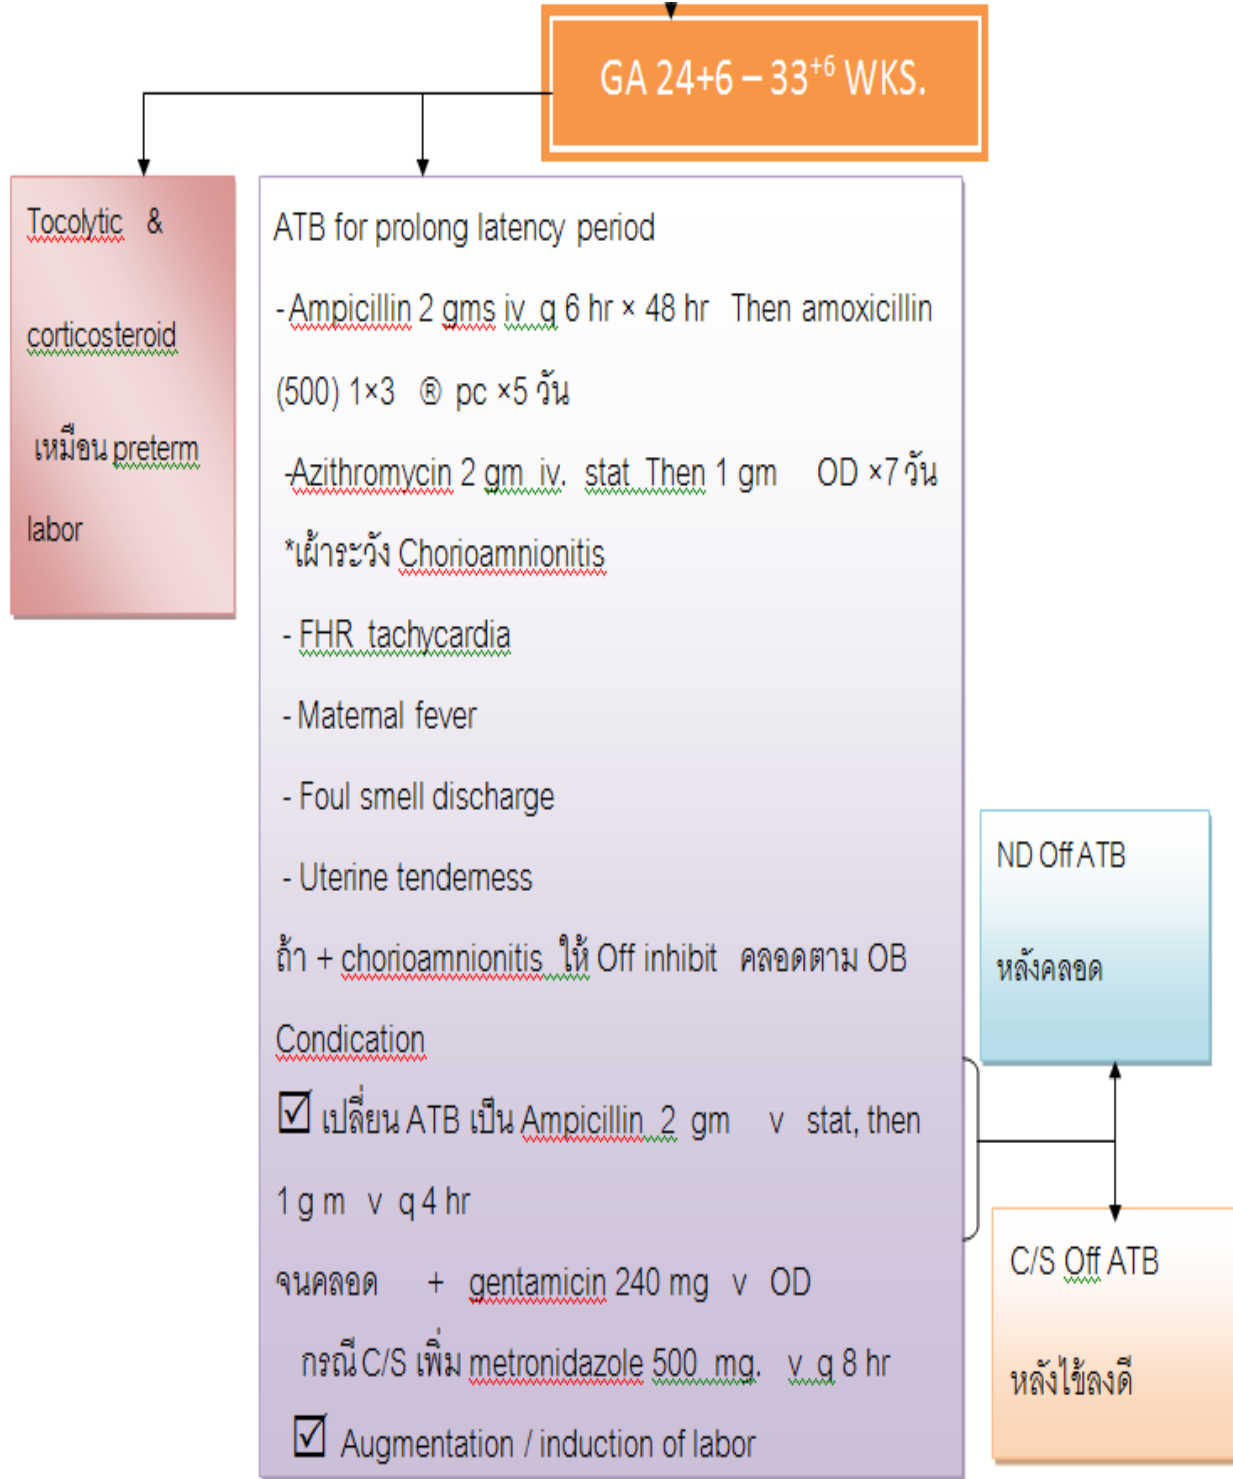 GA 24+6 – 33+6 WKS.
Tocolytic &
corticosteroid
เหมือน preterm
labor
ATB for prolong latency period
- Ampicillin 2 gms iv q 6 hr × 48 hr Then amoxicillin
(500) 1×3 ® pc ×5 วัน
-Azithromycin 2 gm iv. stat Then 1 gm OD ×7 วัน
*เฝ้าระวัง Chorioamnionitis
- FHR tachycardia
- Maternal fever
- Foul smell discharge
- Uterine tenderness
ถ้า + chorioamnionitis ให้ Off inhibit คลอดตาม OB
Condication
☑ เปลี่ยน ATB เป็น Ampicillin 2 gm v stat, then
1 g m v q 4 hr
จนคลอด + gentamicin 240 mg v OD
กรณี C/S เพิ่ม metronidazole 500 mg. v q 8 hr
☑ Augmentation / induction of labor
ND Off ATB
หลังคลอด
C/S Off ATB
หลังไข้ลงดี